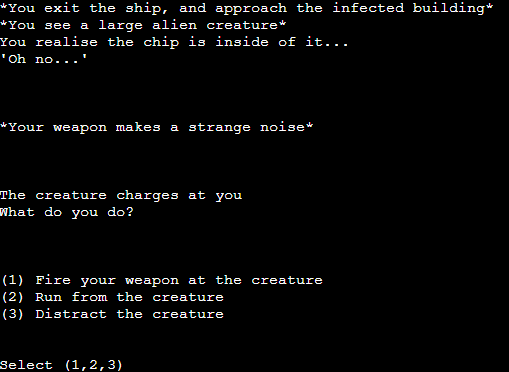 *You exit the ship, and approach the infected building*
*You see a large alien creature*
You realise the chip is inside of it...
'Oh no...'
*Your weapon makes a strange noise*
The creature charges at you
What do you do?
(1) Fire your weapon at the creature
(2) Run from the creature
(3) Distract the creature
Select (1,2,3)